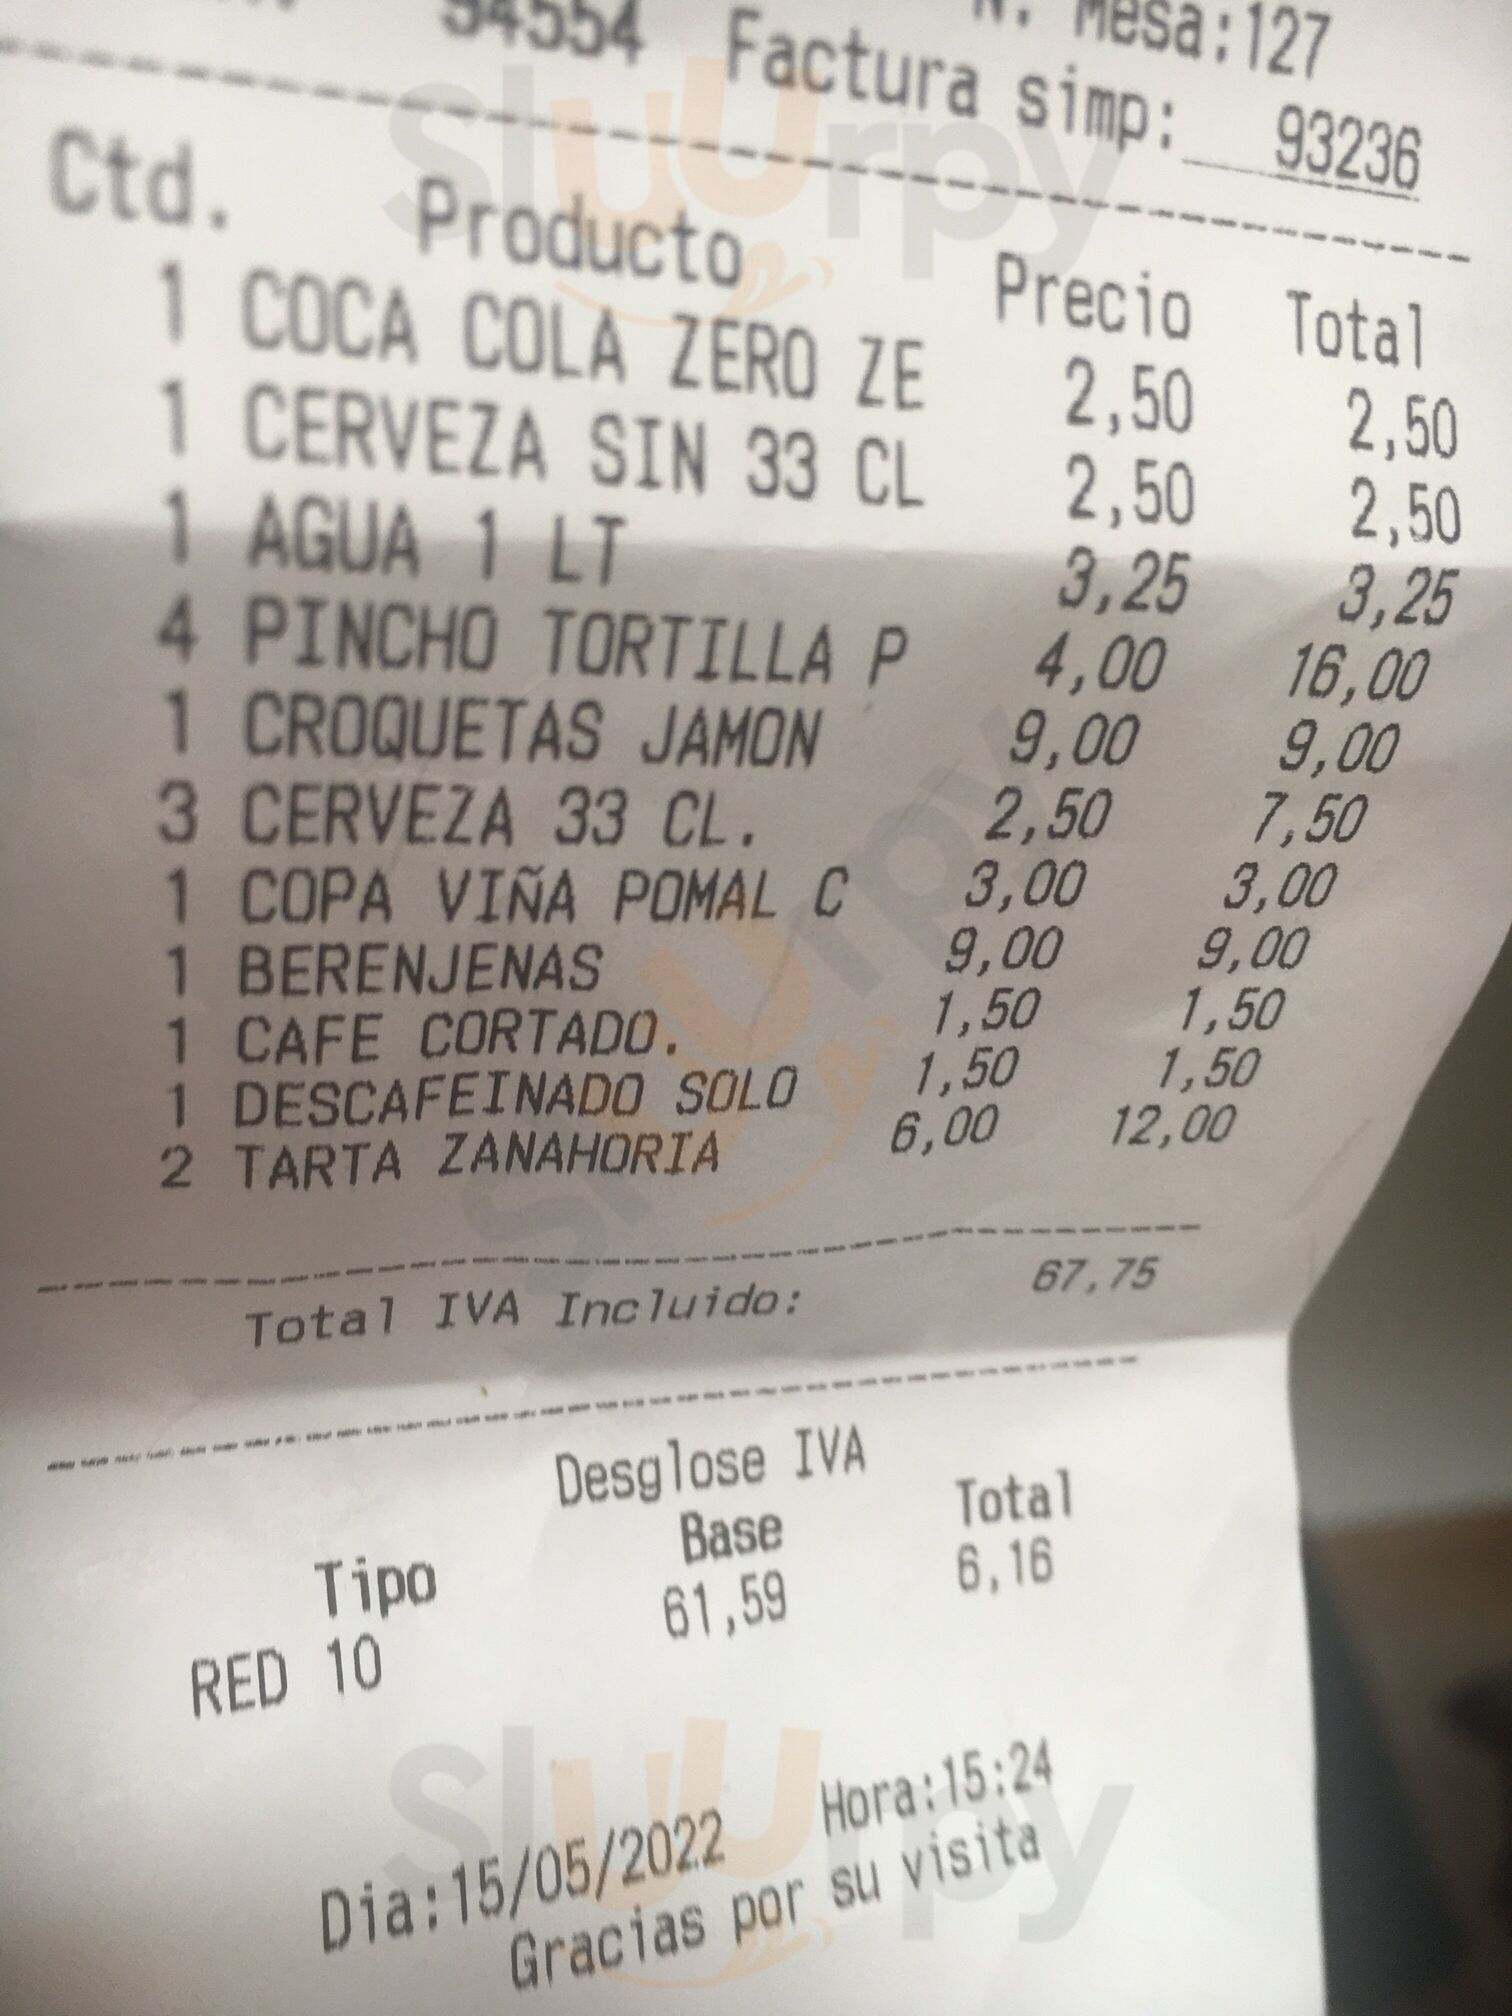 54554 Factura simp: 93236
N. Mesa:127
Ctd. Producto Precio Total
1 COCA COLA ZERO ZE 2,50 2,50
1 CERVEZA SIN 33 CL 2,50 2,50
1 AGUA 1 LT 3,25 3,25
4 PINCHO TORTILLA P 4,00 16,00
1 CROQUETAS JAMON 9,00 9,00
3 CERVEZA 33 CL. 2,50 7,50
1 COPA VIÑA POMAL C 3,00 3,00
1 BERENJENAS 9,00 9,00
1 CAFE CORTADO. 1,50 1,50
1 DESCAFEINADO SOLO 1,50 1,50
2 TARTA ZANAHORIA 6,00 12,00
Total IVA Incluido: 67,75
Desglose IVA
Tipo Base Total
RED 10 61,59 6,16
Dia:15/05/2022 Hora:15:24
Gracias por su visita
sluurpy
sluurpy
sluurpy